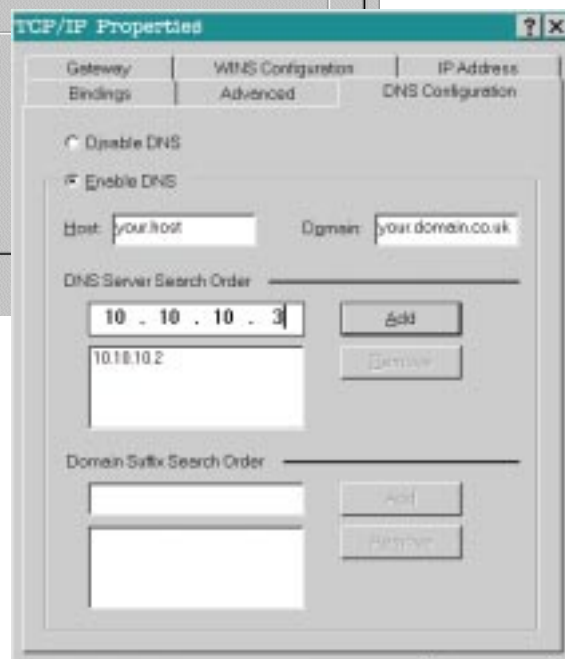 TCP/IP Properties
? ×
Gateway WINS Configuration IP Address
Bindings Advanced DNS Configuration
Disable DNS
Enable DNS
Host: your.host Domain: your.domain.co.uk
DNS Server Search Order
10 . 10 . 10 . 3 Add
10.10.10.2 Remove
Domain Suffix Search Order
Add
Remove